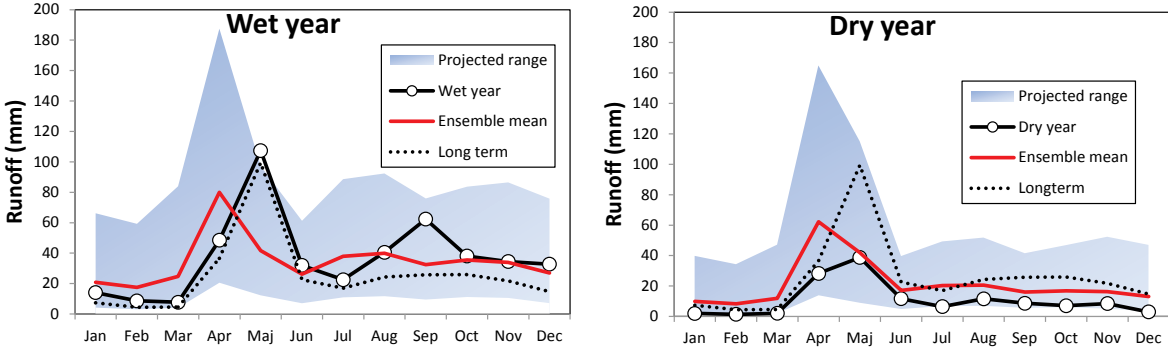 Wet year
Runoff (mm)
200
180
160
140
120
100
80
60
40
20
0
Projected range
Wet year
Ensemble mean
Long term
Jan Feb Mar Apr Maj Jun Jul Aug Sep Oct Nov Dec
Dry year
Runoff (mm)
200
180
160
140
120
100
80
60
40
20
0
Projected range
Dry year
Ensemble mean
Longterm
Jan Feb Mar Apr Maj Jun Jul Aug Sep Oct Nov Dec